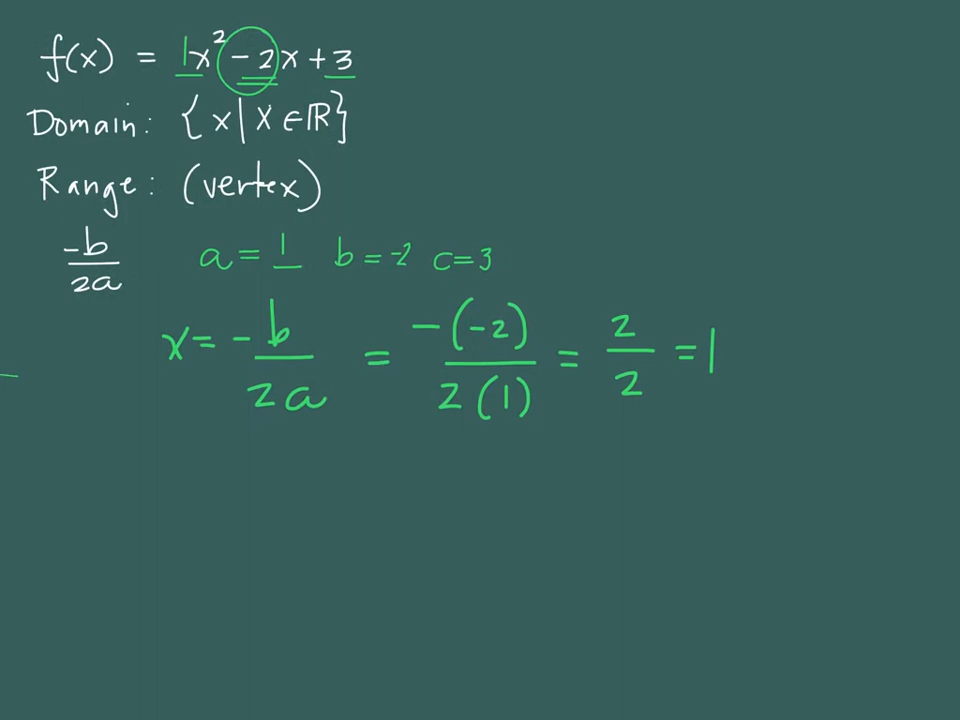 f(x) = 1x² - 2x + 3
Domain: {x | x ∈ ℝ}
Range: (vertex)
-b/2a a = 1 b = -2 c = 3
x = - b/2a = -(-2)/2(1) = 2/2 = 1